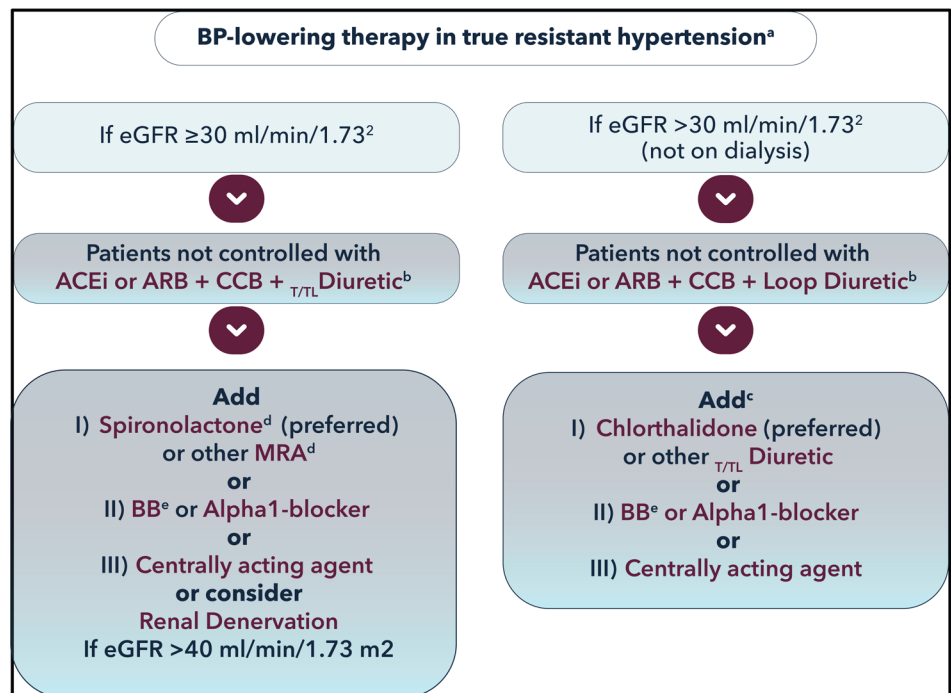 BP-lowering therapy in true resistant hypertensionᵃ
If eGFR ≥30 ml/min/1.73²
Patients not controlled with
ACEi or ARB + CCB + T/TL Diureticᵇ
Add
I) Spironolactoneᵈ (preferred)
or other MRAᵈ
or
II) BBᵉ or Alpha1-blocker
or
III) Centrally acting agent
or consider
Renal Denervation
If eGFR >40 ml/min/1.73 m2
If eGFR >30 ml/min/1.73²
(not on dialysis)
Patients not controlled with
ACEi or ARB + CCB + Loop Diureticᵇ
Addᶜ
I) Chlorthalidone (preferred)
or other T/TL Diuretic
or
II) BBᵉ or Alpha1-blocker
or
III) Centrally acting agent